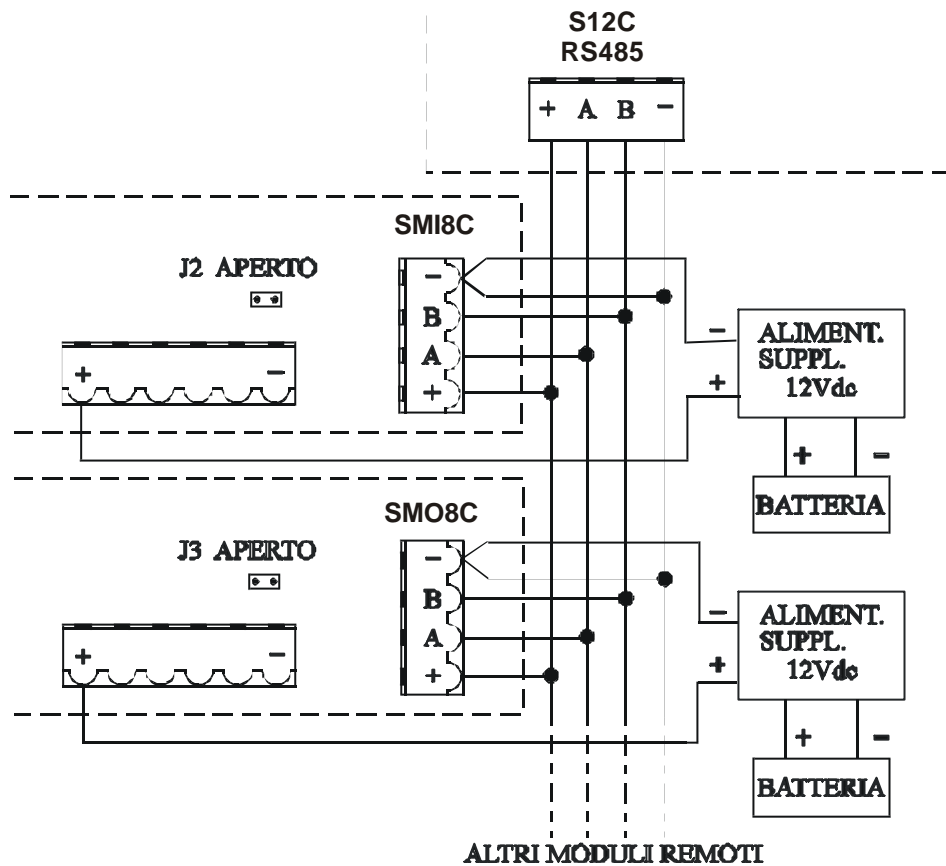 S12C
RS485
+ A B −
SMI8C
J2 APERTO
−
B
A
+
+ −
−
+
ALIMENT.
SUPPL.
12Vdc
+ −
BATTERIA
SMO8C
J3 APERTO
−
B
A
+
+ −
−
+
ALIMENT.
SUPPL.
12Vdc
+ −
BATTERIA
ALTRI MODULI REMOTI